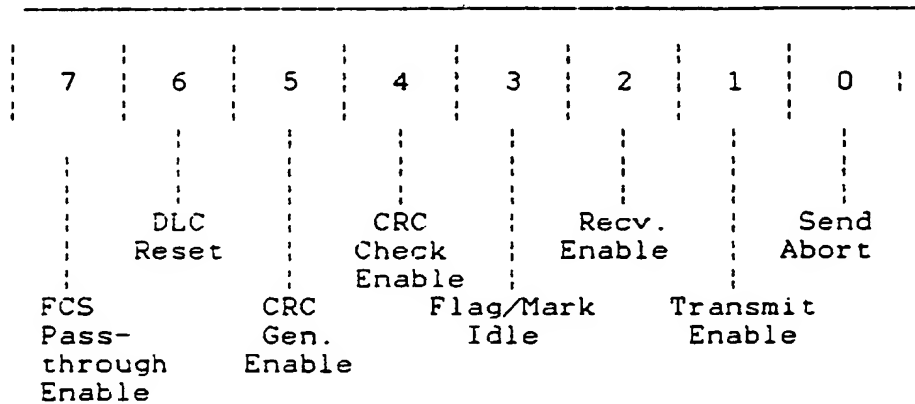 7 6 5 4 3 2 1 0
DLC CRC Recv. Send
Reset Check Enable Abort
Enable
FCS CRC Flag/Mark Transmit
Pass- Gen. Idle Enable
through Enable
Enable